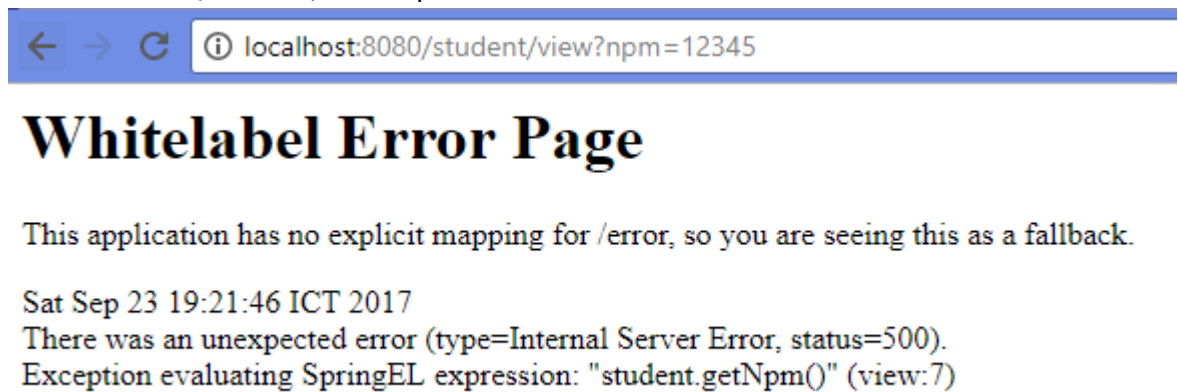 localhost:8080/student/view?npm=12345
Whitelabel Error Page
This application has no explicit mapping for /error, so you are seeing this as a fallback.
Sat Sep 23 19:21:46 ICT 2017
There was an unexpected error (type=Internal Server Error, status=500).
Exception evaluating SpringEL expression: "student.getNpm()" (view:7)